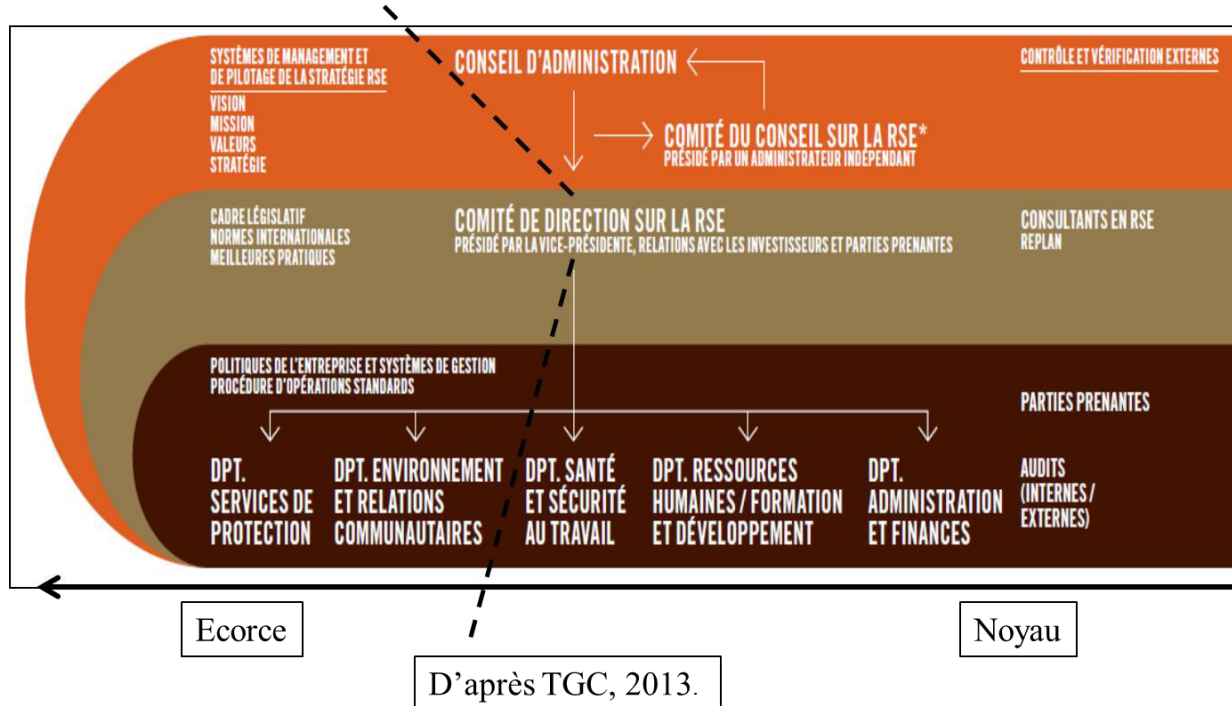 SYSTÈMES DE MANAGEMENT ET
DE PILOTAGE DE LA STRATÉGIE RSE
VISION
MISSION
VALEURS
STRATÉGIE
CONSEIL D'ADMINISTRATION
COMITÉ DU CONSEIL SUR LA RSE*
PRÉSIDÉ PAR UN ADMINISTRATEUR INDÉPENDANT
CONTRÔLE ET VÉRIFICATION EXTERNES
CADRE LÉGISLATIF
NORMES INTERNATIONALES
MEILLEURES PRATIQUES
COMITÉ DE DIRECTION SUR LA RSE
PRÉSIDÉ PAR LA VICE-PRÉSIDENTE, RELATIONS AVEC LES INVESTISSEURS ET PARTIES PRENANTES
CONSULTANTS EN RSE
REPLAN
POLITIQUES DE L'ENTREPRISE ET SYSTÈMES DE GESTION
PROCÉDURE D'OPÉRATIONS STANDARDS
PARTIES PRENANTES
DPT.
SERVICES DE
PROTECTION
DPT. ENVIRONNEMENT
ET RELATIONS
COMMUNAUTAIRES
DPT. SANTÉ
ET SÉCURITÉ
AU TRAVAIL
DPT. RESSOURCES
HUMAINES / FORMATION
ET DÉVELOPPEMENT
DPT.
ADMINISTRATION
ET FINANCES
AUDITS
(INTERNES /
EXTERNES)
Ecorce
Noyau
D'après TGC, 2013.